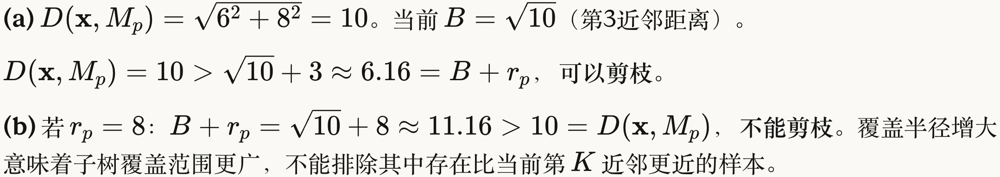 (a) $D(\mathbf{x}, M_p) = \sqrt{6^2 + 8^2} = 10$。当前 $B = \sqrt{10}$（第3近邻距离）。
$D(\mathbf{x}, M_p) = 10 > \sqrt{10} + 3 \approx 6.16 = B + r_p$，可以剪枝。
(b) 若 $r_p = 8$：$B + r_p = \sqrt{10} + 8 \approx 11.16 > 10 = D(\mathbf{x}, M_p)$，不能剪枝。覆盖半径增大
意味着子树覆盖范围更广，不能排除其中存在比当前第 $K$ 近邻更近的样本。